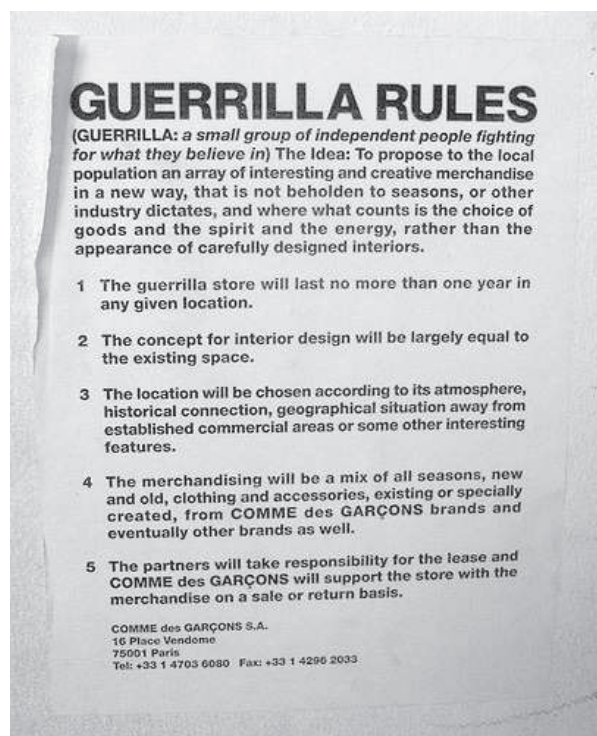 GUERRILLA RULES
(GUERRILLA: a small group of independent people fighting
for what they believe in) The Idea: To propose to the local
population an array of interesting and creative merchandise
in a new way, that is not beholden to seasons, or other
industry dictates, and where what counts is the choice of
goods and the spirit and the energy, rather than the
appearance of carefully designed interiors.
1 The guerrilla store will last no more than one year in
any given location.
2 The concept for interior design will be largely equal to
the existing space.
3 The location will be chosen according to its atmosphere,
historical connection, geographical situation away from
established commercial areas or some other interesting
features.
4 The merchandising will be a mix of all seasons, new
and old, clothing and accessories, existing or specially
created, from COMME des GARÇONS brands and
eventually other brands as well.
5 The partners will take responsibility for the lease and
COMME des GARÇONS will support the store with the
merchandise on a sale or return basis.
COMME des GARÇONS S.A.
16 Place Vendome
75001 Paris
Tel: +33 1 4703 6080 Fax: +33 1 4296 2033